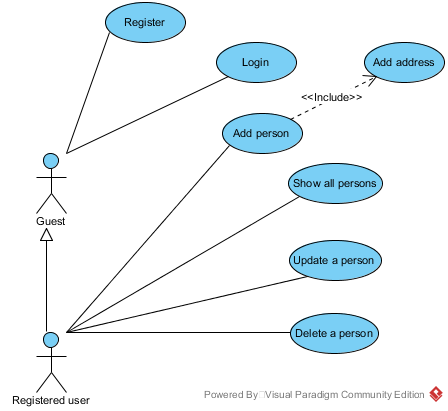 Register
Login
Add address
<<Include>>
Add person
Show all persons
Guest
Update a person
Delete a person
Registered user
Powered By Visual Paradigm Community Edition